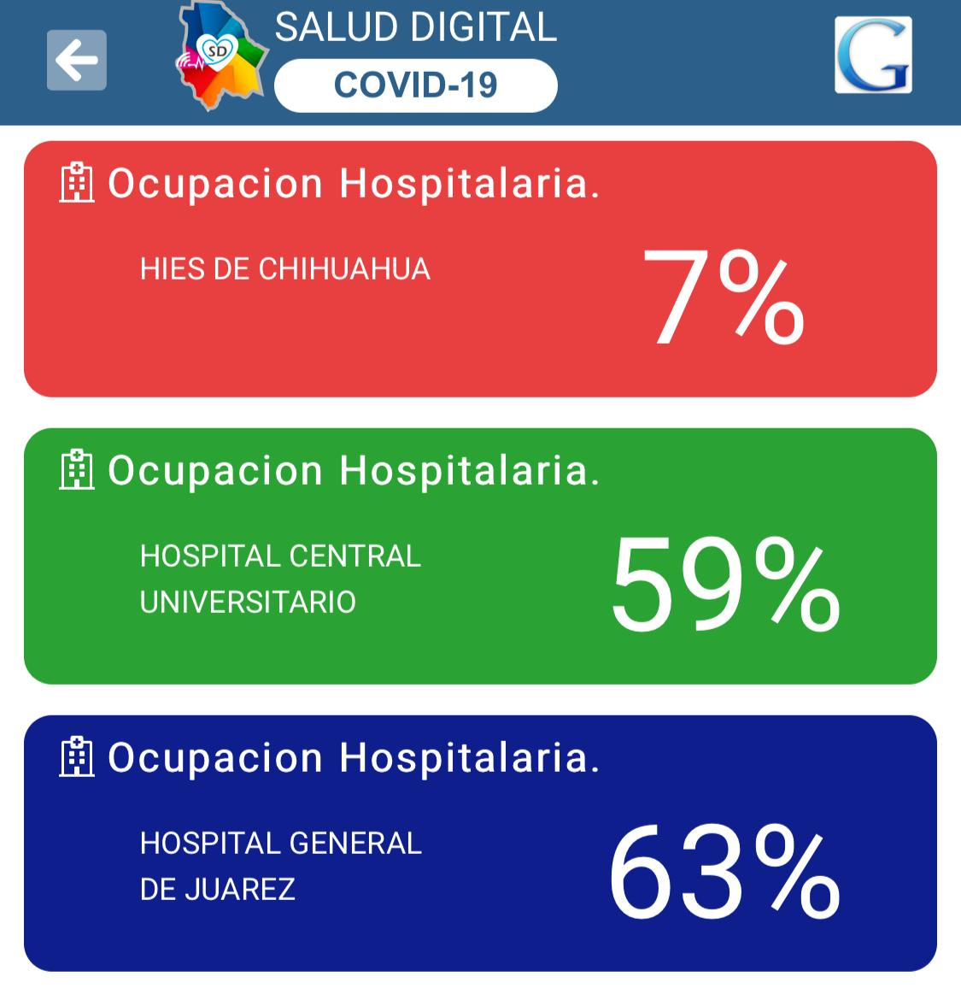 SALUD DIGITAL
SD
COVID-19
G
Ocupacion Hospitalaria.
HIES DE CHIHUAHUA
7%
Ocupacion Hospitalaria.
HOSPITAL CENTRAL
UNIVERSITARIO
59%
Ocupacion Hospitalaria.
HOSPITAL GENERAL
DE JUAREZ
63%